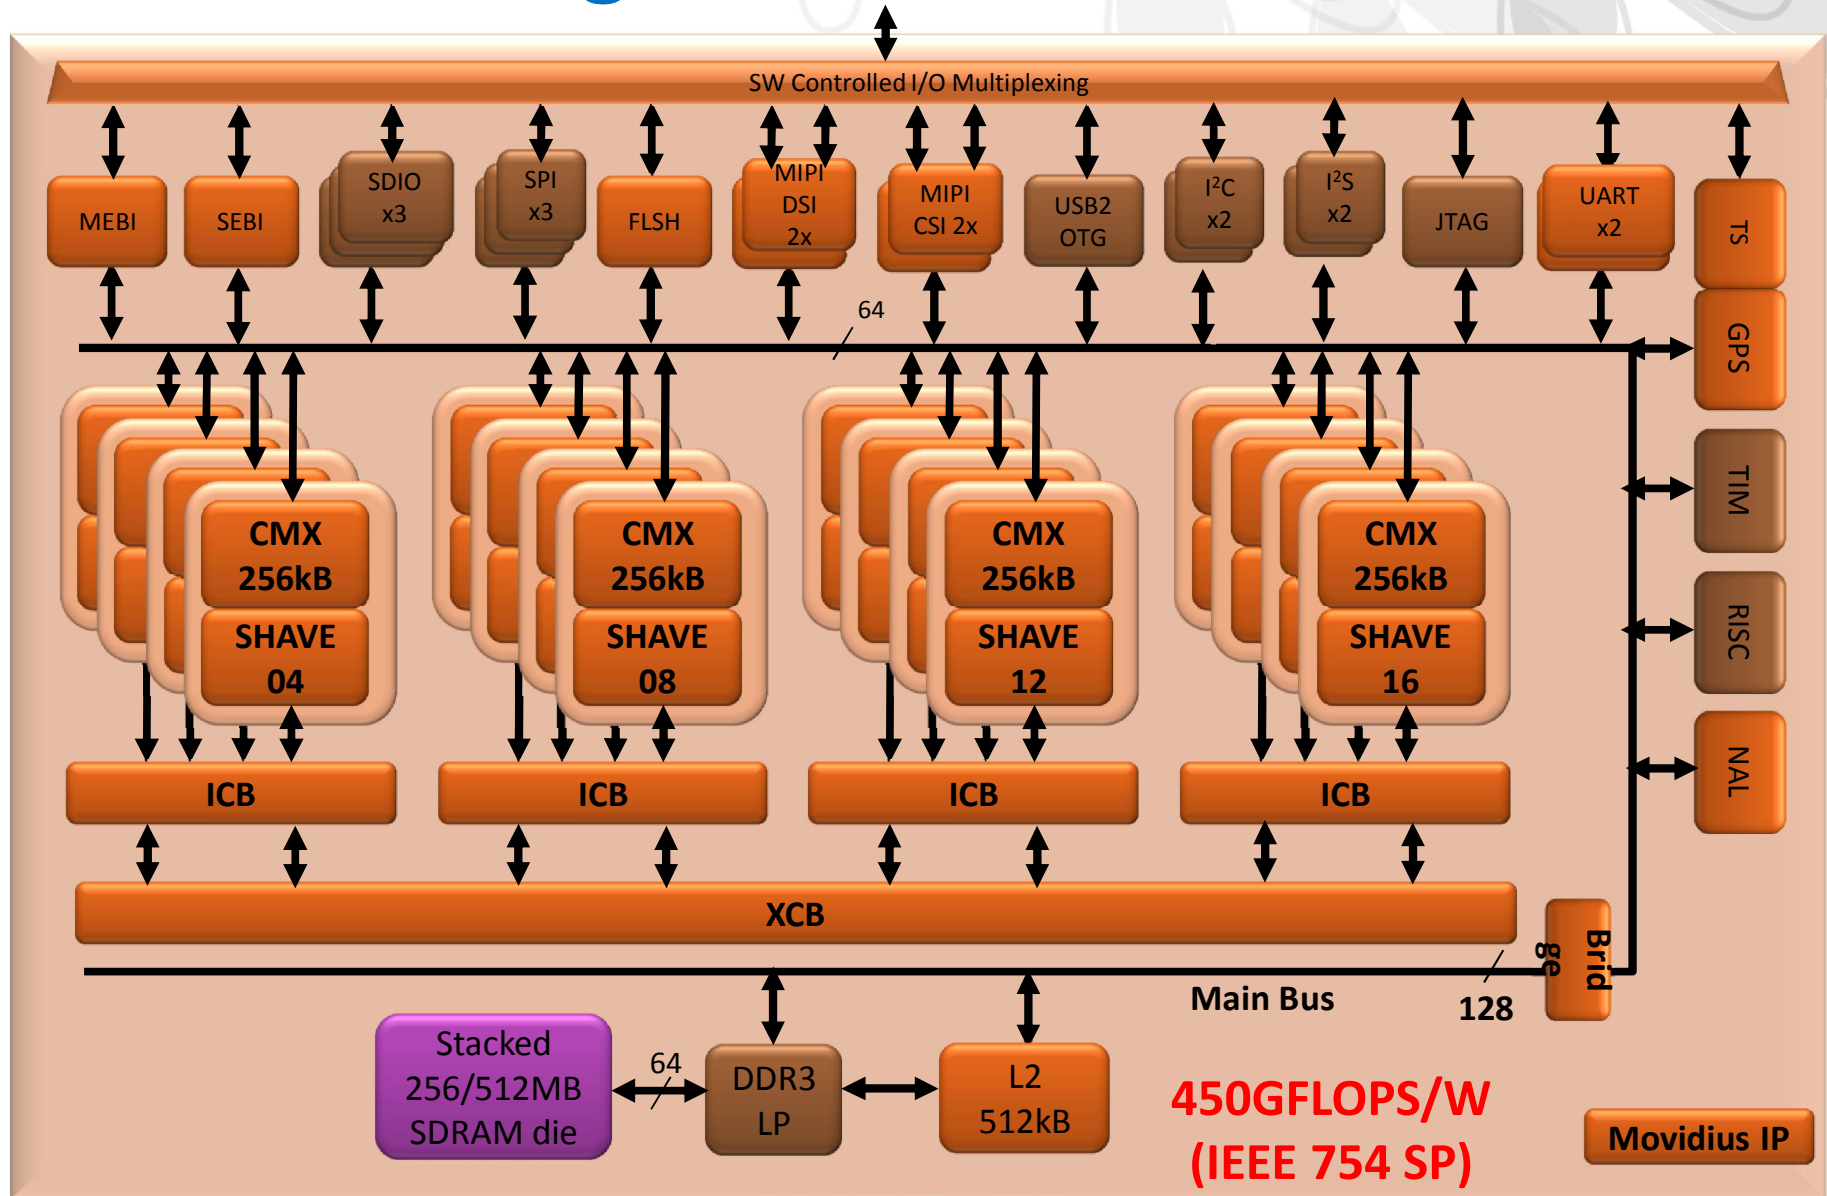 SW Controlled I/O Multiplexing
MEBI
SEBI
SDIO
x3
SPI
x3
FLSH
MIPI
DSI
2x
MIPI
CSI 2x
USB2
OTG
I²C
x2
I²S
x2
JTAG
UART
x2
TS
GPS
TIM
RISC
NAL
64
CMX
256kB
SHAVE
04
CMX
256kB
SHAVE
08
CMX
256kB
SHAVE
12
CMX
256kB
SHAVE
16
ICB
ICB
ICB
ICB
XCB
Brid
ge
Main Bus
128
Stacked
256/512MB
SDRAM die
64
DDR3
LP
L2
512kB
450GFLOPS/W
(IEEE 754 SP)
Movidius IP